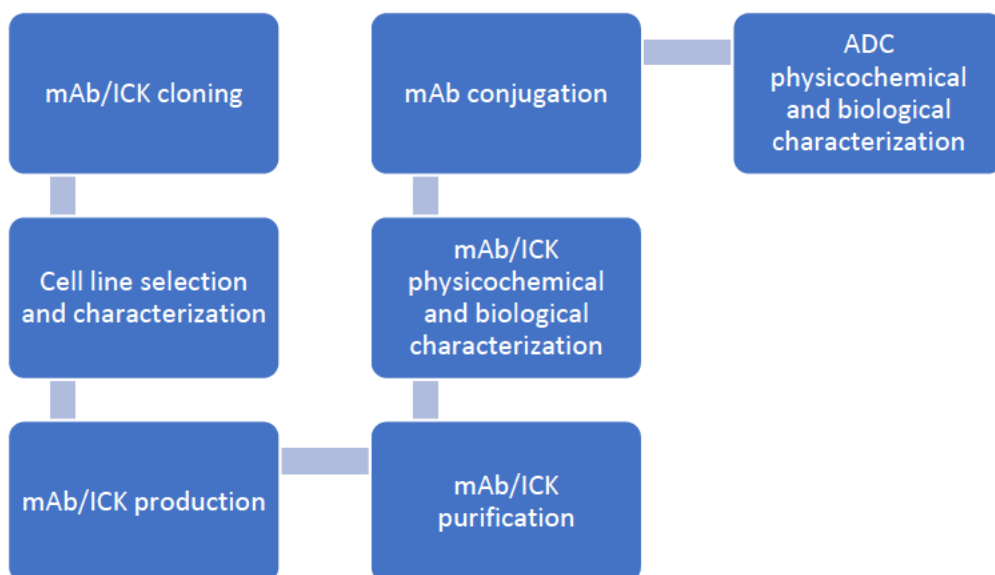 mAb/ICK cloning
Cell line selection
and characterization
mAb/ICK production
mAb/ICK
purification
mAb/ICK
physicochemical
and biological
characterization
mAb conjugation
ADC
physicochemical
and biological
characterization